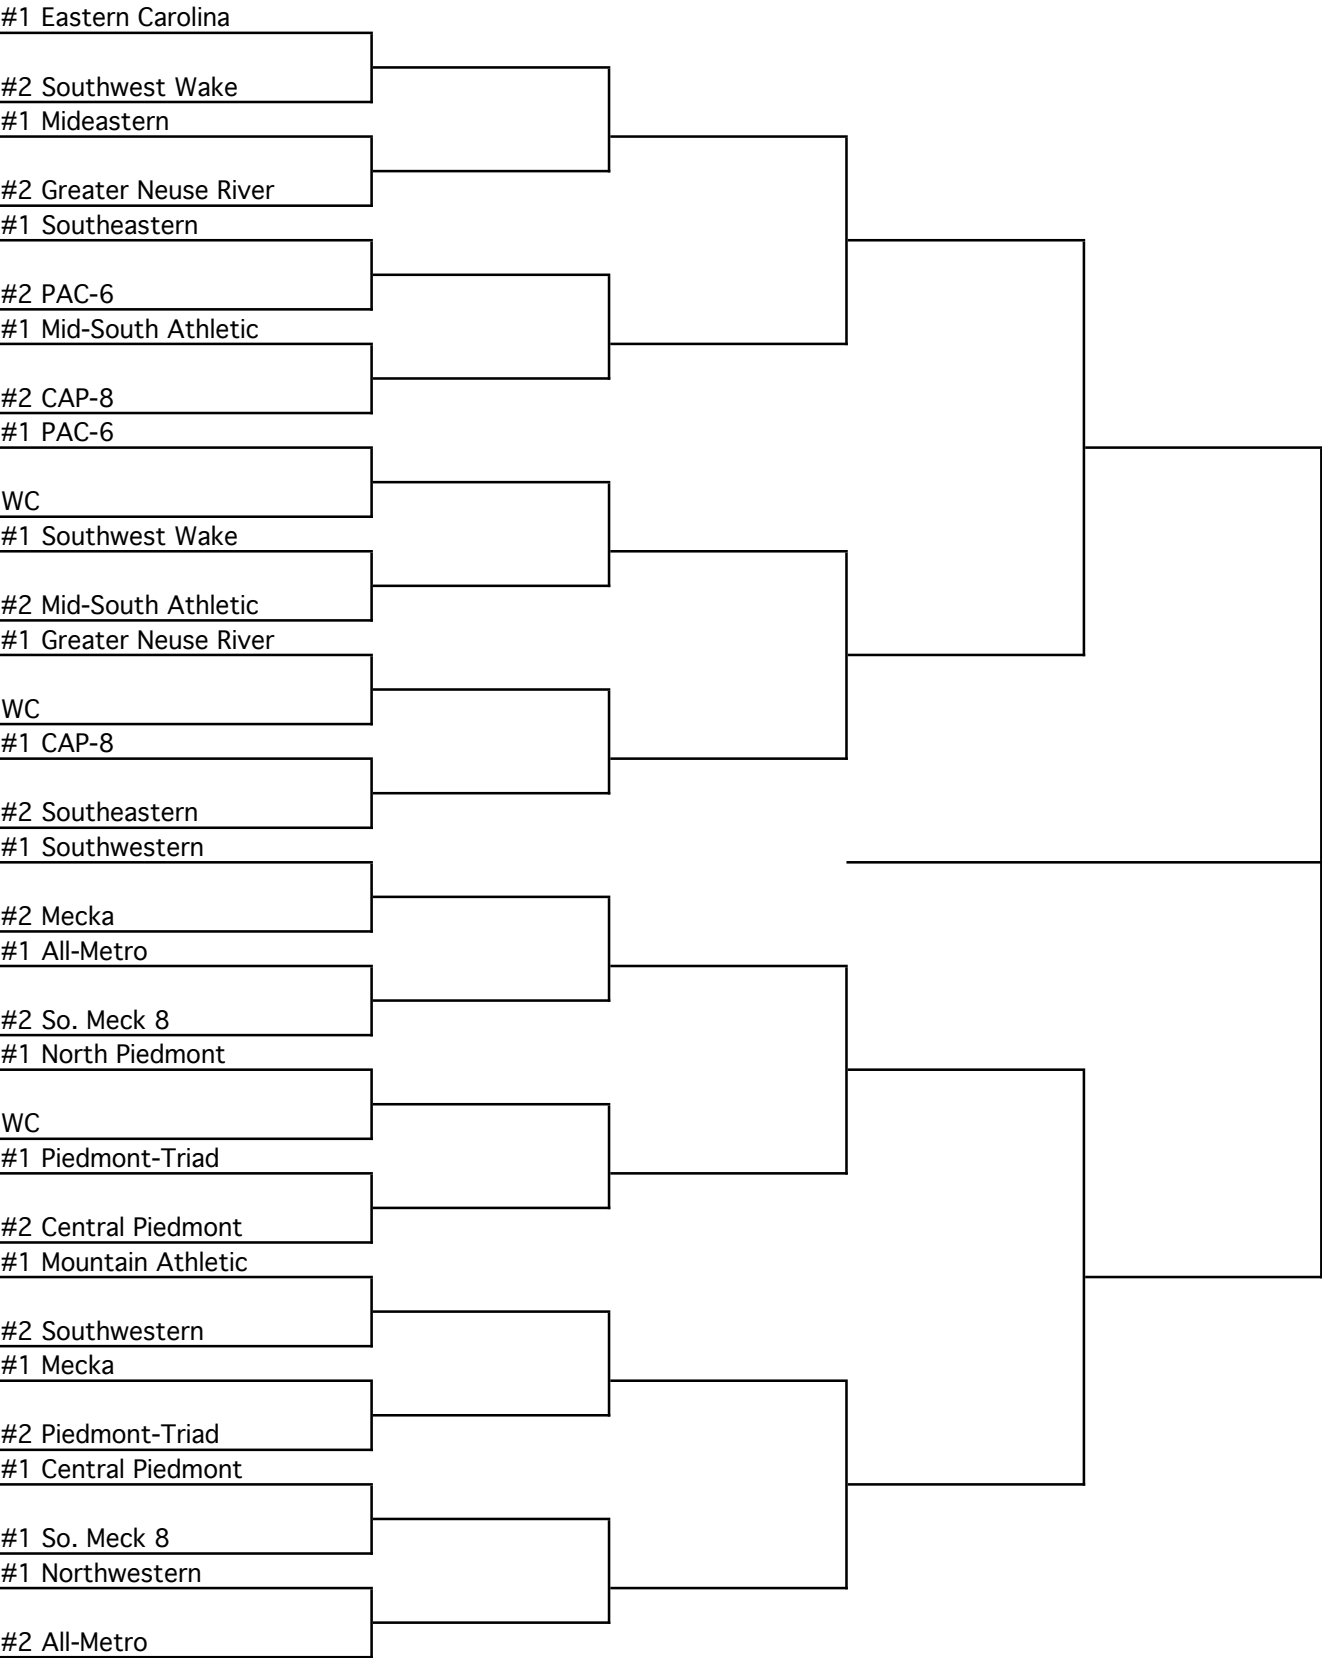 #1 Eastern Carolina
#2 Southwest Wake
#1 Mideastern
#2 Greater Neuse River
#1 Southeastern
#2 PAC-6
#1 Mid-South Athletic
#2 CAP-8
#1 PAC-6
WC
#1 Southwest Wake
#2 Mid-South Athletic
#1 Greater Neuse River
WC
#1 CAP-8
#2 Southeastern
#1 Southwestern
#2 Mecka
#1 All-Metro
#2 So. Meck 8
#1 North Piedmont
WC
#1 Piedmont-Triad
#2 Central Piedmont
#1 Mountain Athletic
#2 Southwestern
#1 Mecka
#2 Piedmont-Triad
#1 Central Piedmont
#1 So. Meck 8
#1 Northwestern
#2 All-Metro